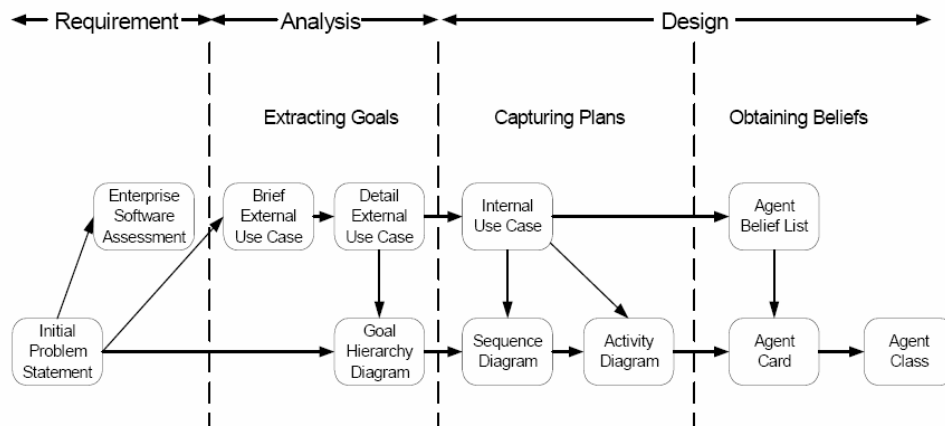 Requirement
Analysis
Design
Extracting Goals
Capturing Plans
Obtaining Beliefs
Enterprise
Software
Assessment
Brief
External
Use Case
Detail
External
Use Case
Internal
Use Case
Agent
Belief List
Initial
Problem
Statement
Goal
Hierarchy
Diagram
Sequence
Diagram
Activity
Diagram
Agent
Card
Agent
Class